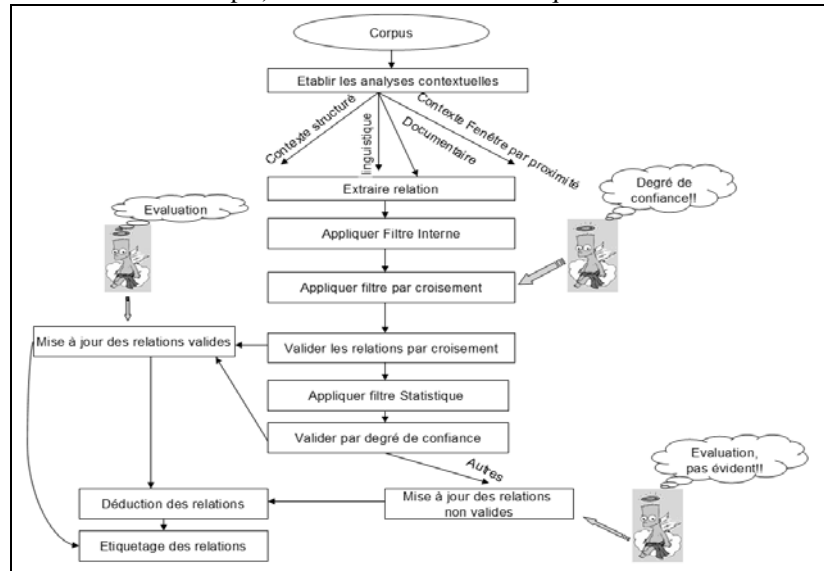 Corpus
Etablir les analyses contextuelles
Contexte structuré
linguistique
Documentaire
Contexte Fenêtre par proximité
Extraire relation
Degré de
confiance!!
Evaluation
Appliquer Filtre Interne
Appliquer filtre par croisement
Mise à jour des relations valides
Valider les relations par croisement
Appliquer filtre Statistique
Valider par degré de confiance
Autres
Evaluation,
pas évident!!
Déduction des relations
Mise à jour des relations
non valides
Etiquetage des relations